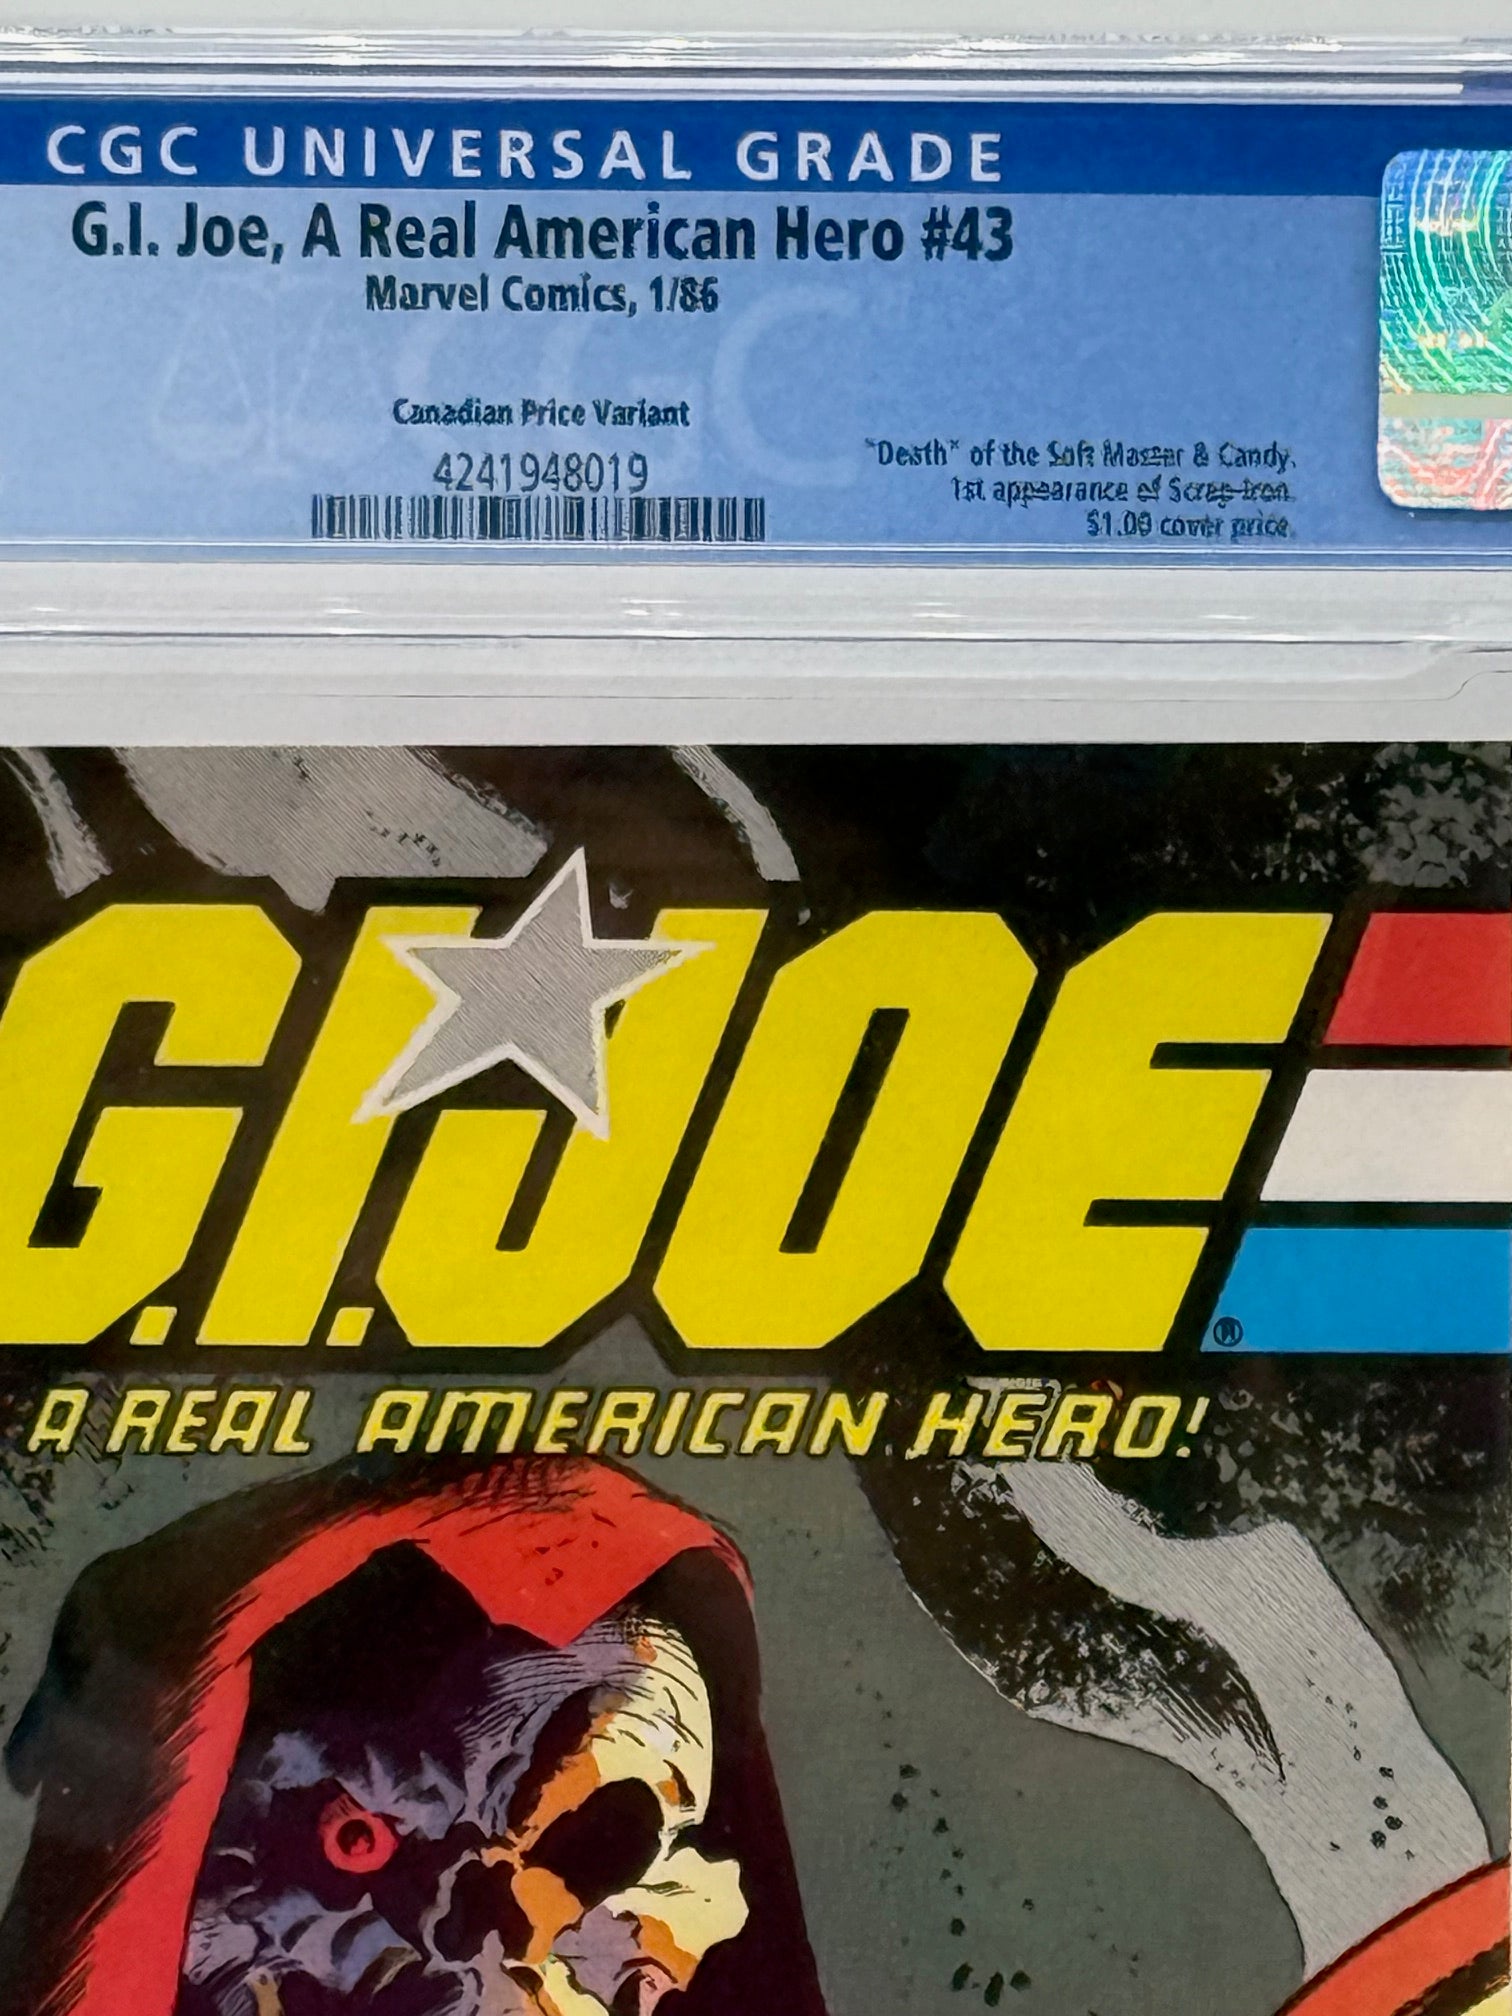 CGC UNIVERSAL GRADE
G.I. Joe, A Real American Hero #43
Marvel Comics, 1/86
Canadian Price Variant
4241948019
"Death" of the Soft Master & Candy.
1st appearance of Scrap-Iron.
$1.00 cover price.
CGC
G.I. JOE
A REAL AMERICAN HERO!